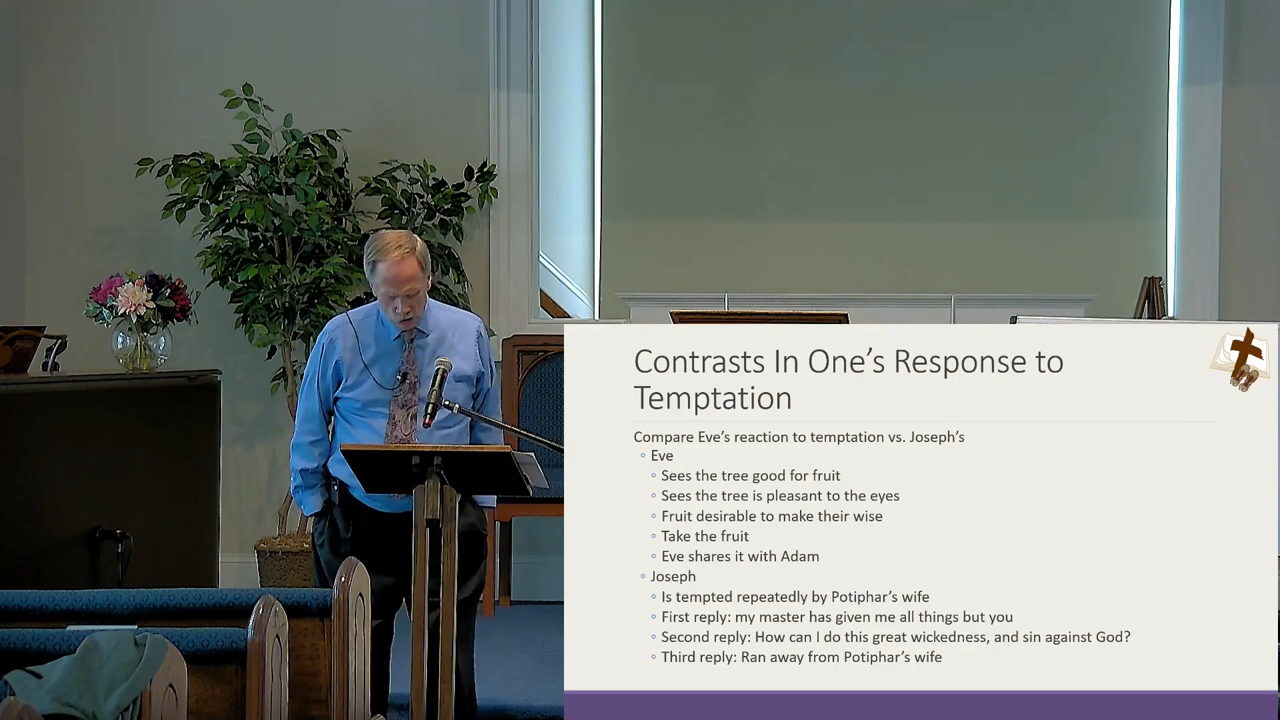 Contrasts In One's Response to
Temptation
Compare Eve's reaction to temptation vs. Joseph's
Eve
Sees the tree good for fruit
Sees the tree is pleasant to the eyes
Fruit desirable to make their wise
Take the fruit
Eve shares it with Adam
Joseph
Is tempted repeatedly by Potiphar's wife
First reply: my master has given me all things but you
Second reply: How can I do this great wickedness, and sin against God?
Third reply: Ran away from Potiphar's wife